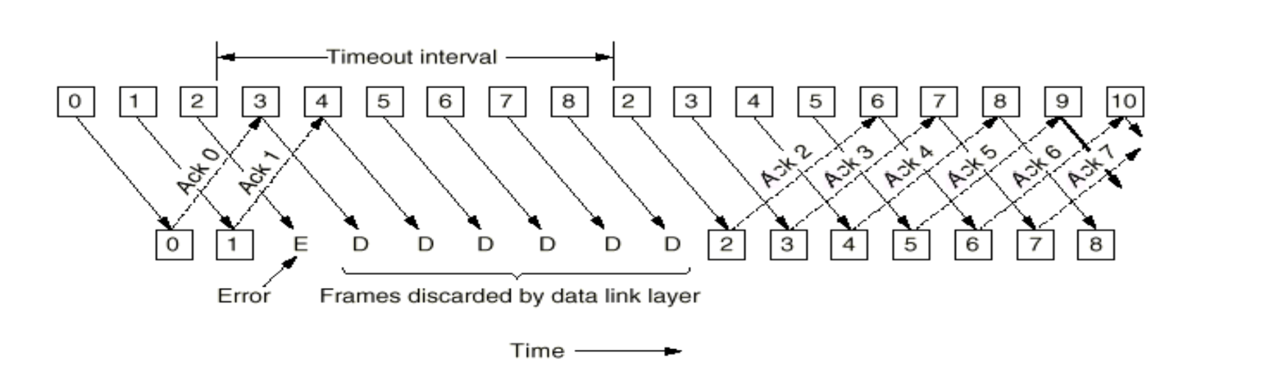 Timeout interval
0 1 2 3 4 5 6 7 8 2 3 4 5 6 7 8 9 10
Ack 0 Ack 1 Ack 2 Ack 3 Ack 4 Ack 5 Ack 6 Ack 7
0 1 E D D D D D D 2 3 4 5 6 7 8
Error Frames discarded by data link layer
Time